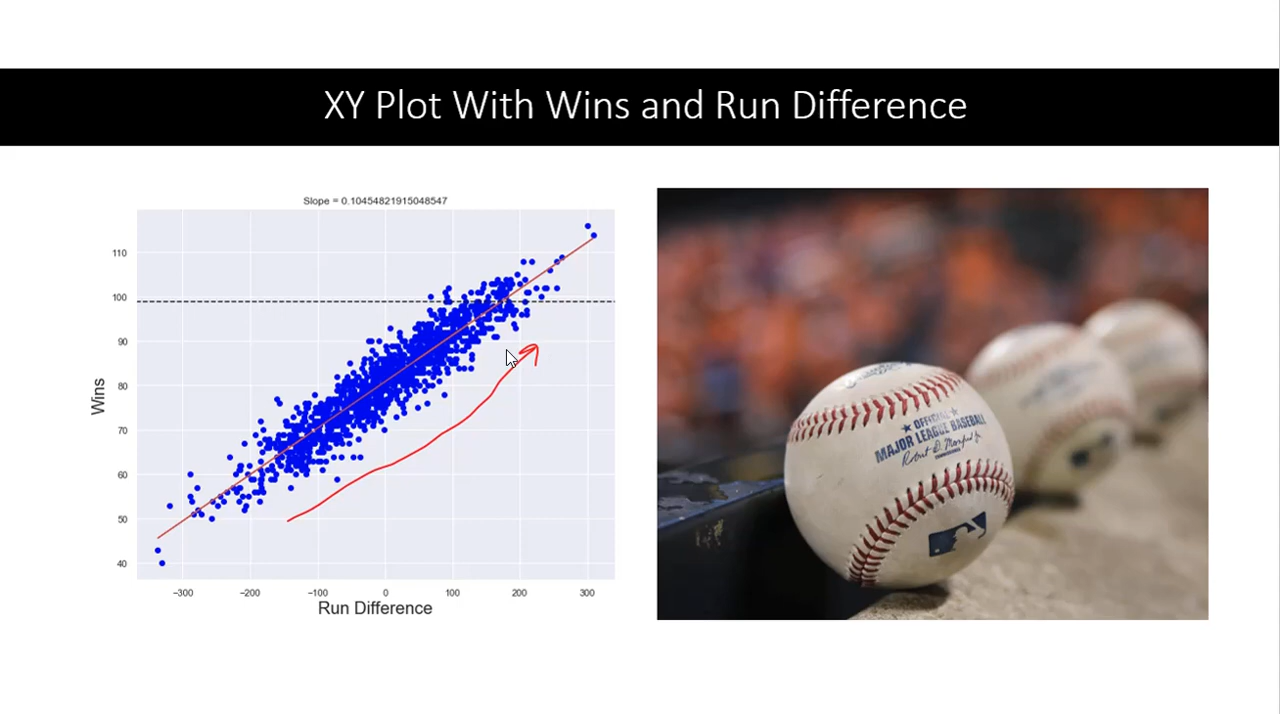 XY Plot With Wins and Run Difference
Slope = 0.10454821915048547
110
100
90
80
70
60
50
40
Wins
−300
−200
−100
0
100
200
300
Run Difference
OFFICIAL
MAJOR LEAGUE BASEBALL